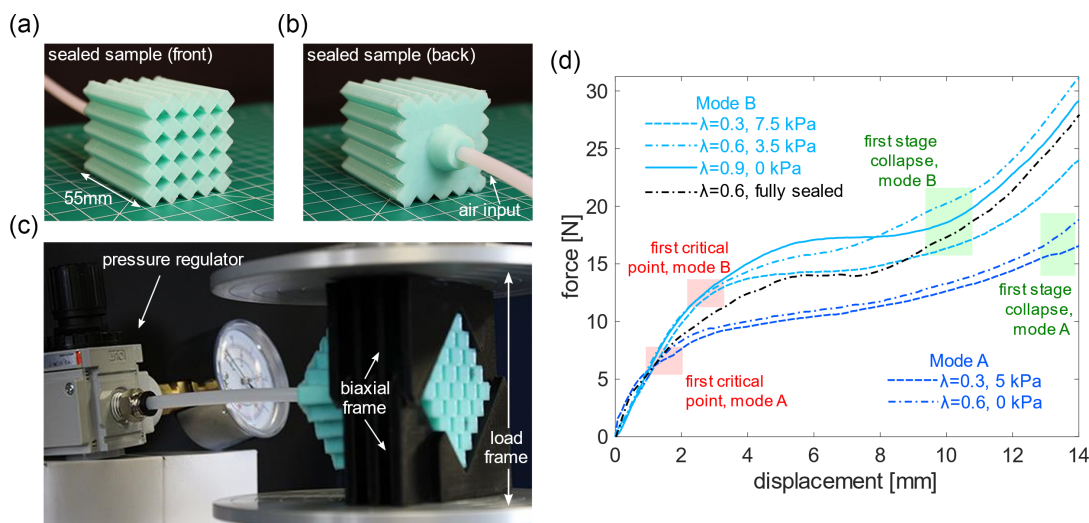 (a)
sealed sample (front)
55mm
(b)
sealed sample (back)
air input
(c)
pressure regulator
biaxial
frame
load
frame
(d)
force [N]
30
25
20
15
10
5
0
0
2
4
6
8
10
12
14
displacement [mm]
Mode B
λ=0.3, 7.5 kPa
λ=0.6, 3.5 kPa
λ=0.9, 0 kPa
λ=0.6, fully sealed
first stage
collapse,
mode B
first critical
point, mode B
first critical
point, mode A
first stage
collapse,
mode A
Mode A
λ=0.3, 5 kPa
λ=0.6, 0 kPa